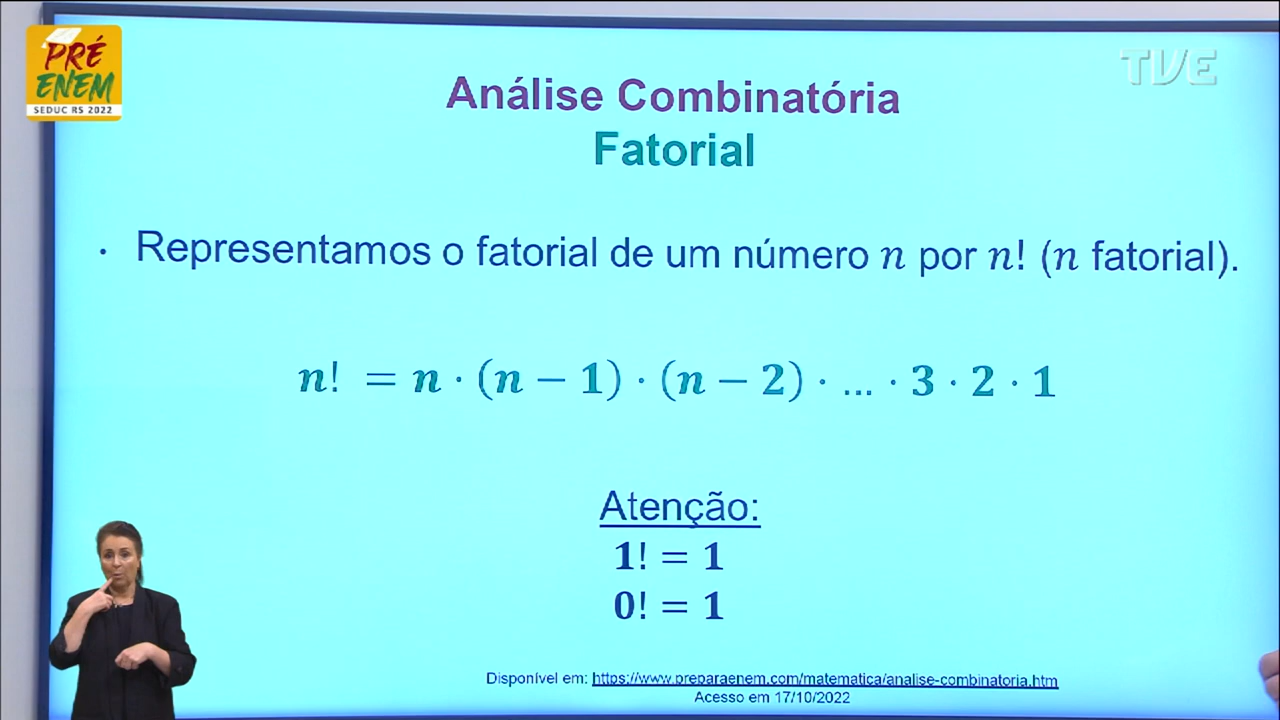 PRÉ
ENEM
SEDUC RS 2022
TVE
Análise Combinatória
Fatorial
• Representamos o fatorial de um número n por n! (n fatorial).
n! = n · (n − 1) · (n − 2) · ... · 3 · 2 · 1
Atenção:
1! = 1
0! = 1
Disponível em: https://www.preparaenem.com/matematica/analise-combinatoria.htm
Acesso em 17/10/2022